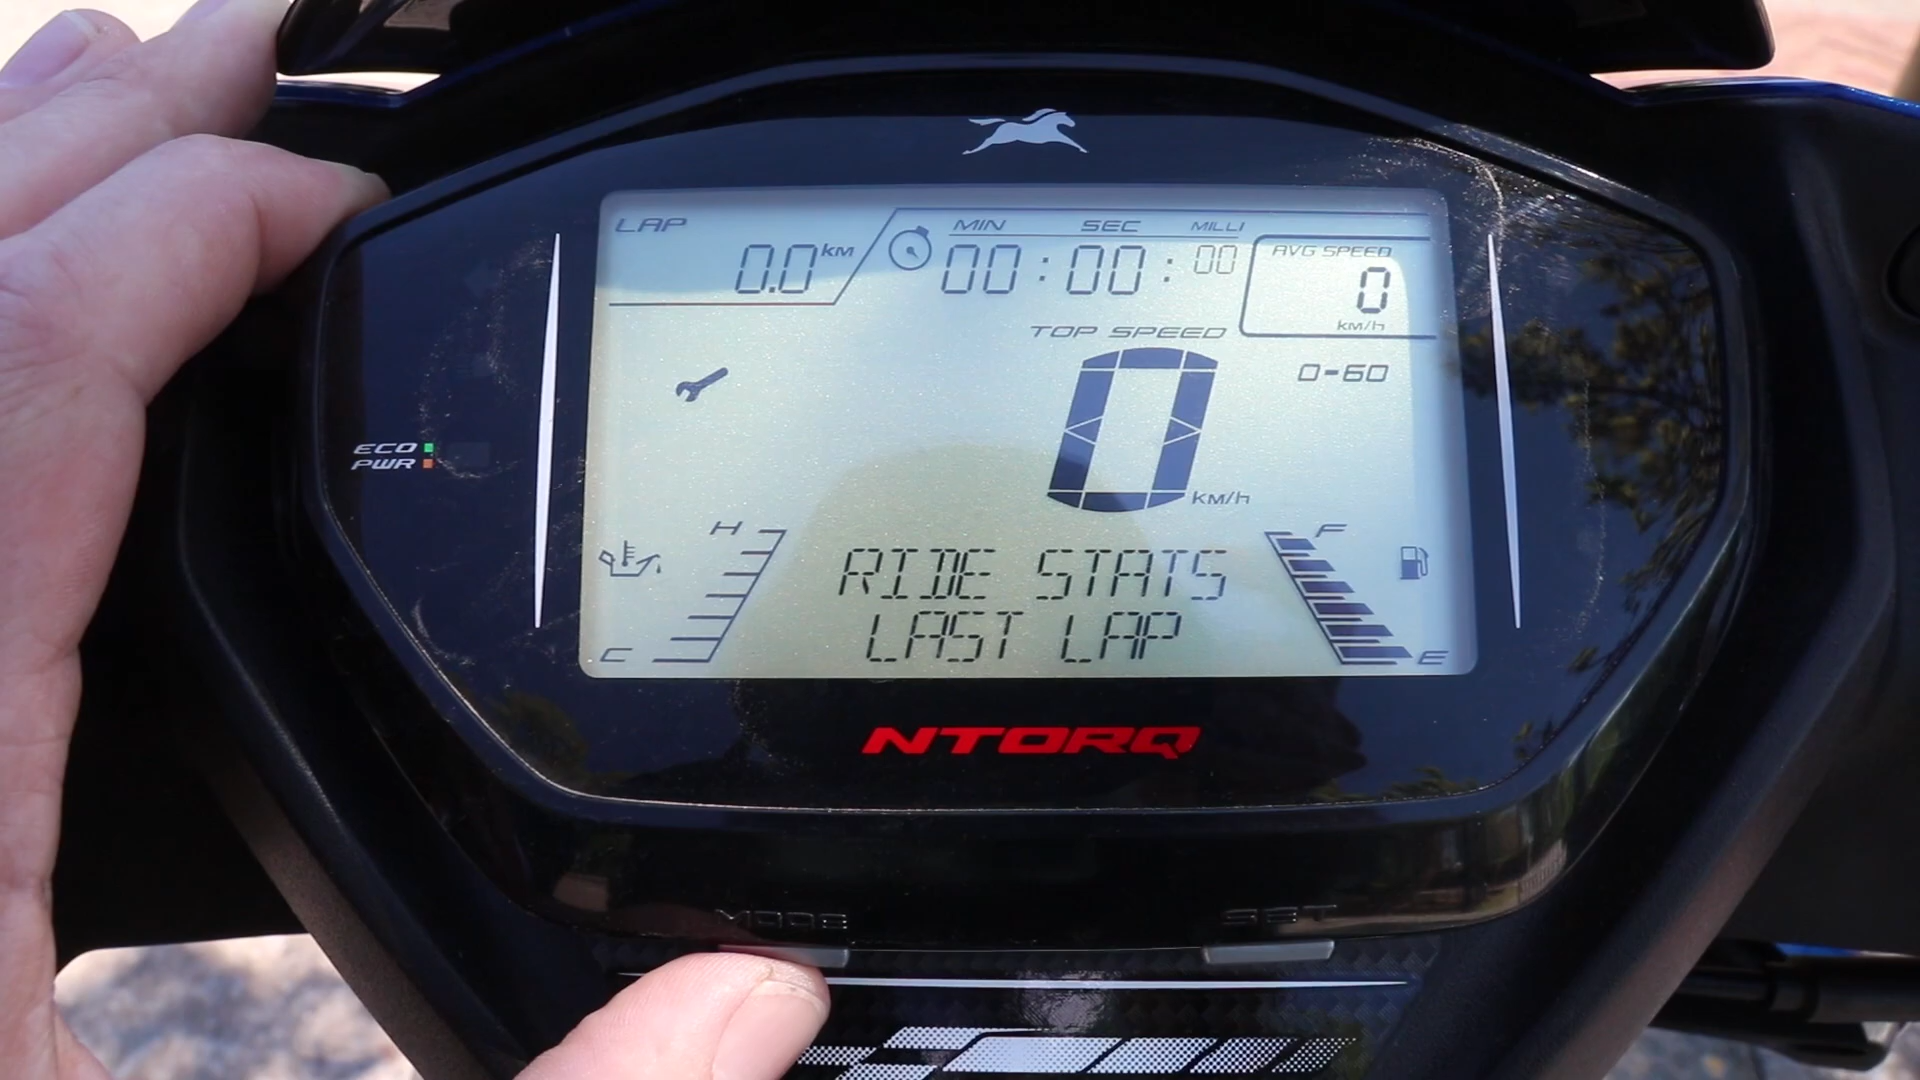 LAP
0.0 KM
MIN SEC MILLI
00 : 00 : 00
AVG SPEED
0
KM/H
TOP SPEED
0 KM/H
0-60
ECO
PWR
H
C
F
E
RIDE STATS
LAST LAP
NTORQ
MODE
SET